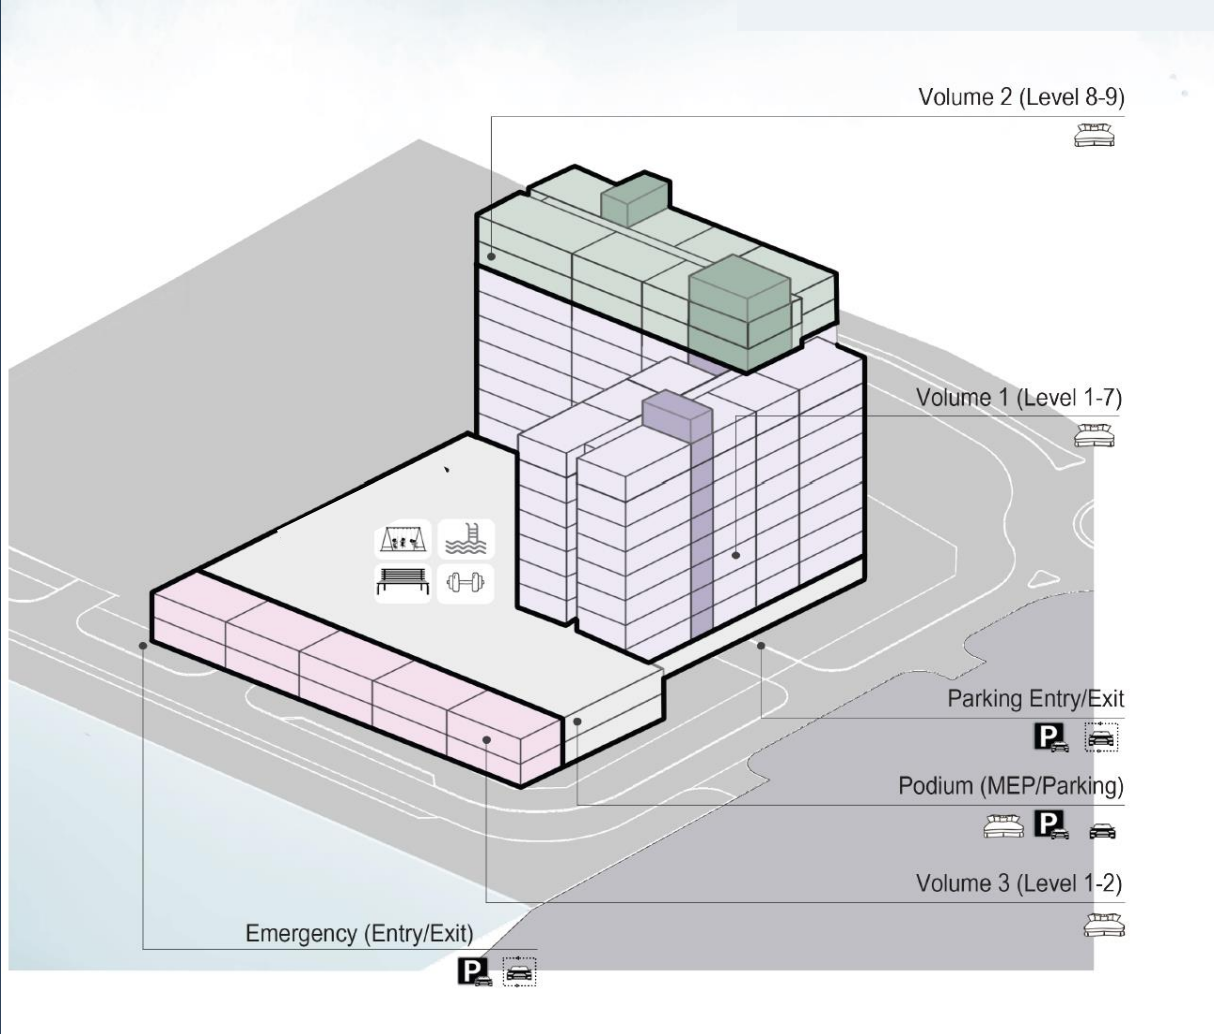 Volume 2 (Level 8-9)
Volume 1 (Level 1-7)
Parking Entry/Exit
P
Podium (MEP/Parking)
P
Volume 3 (Level 1-2)
Emergency (Entry/Exit)
P